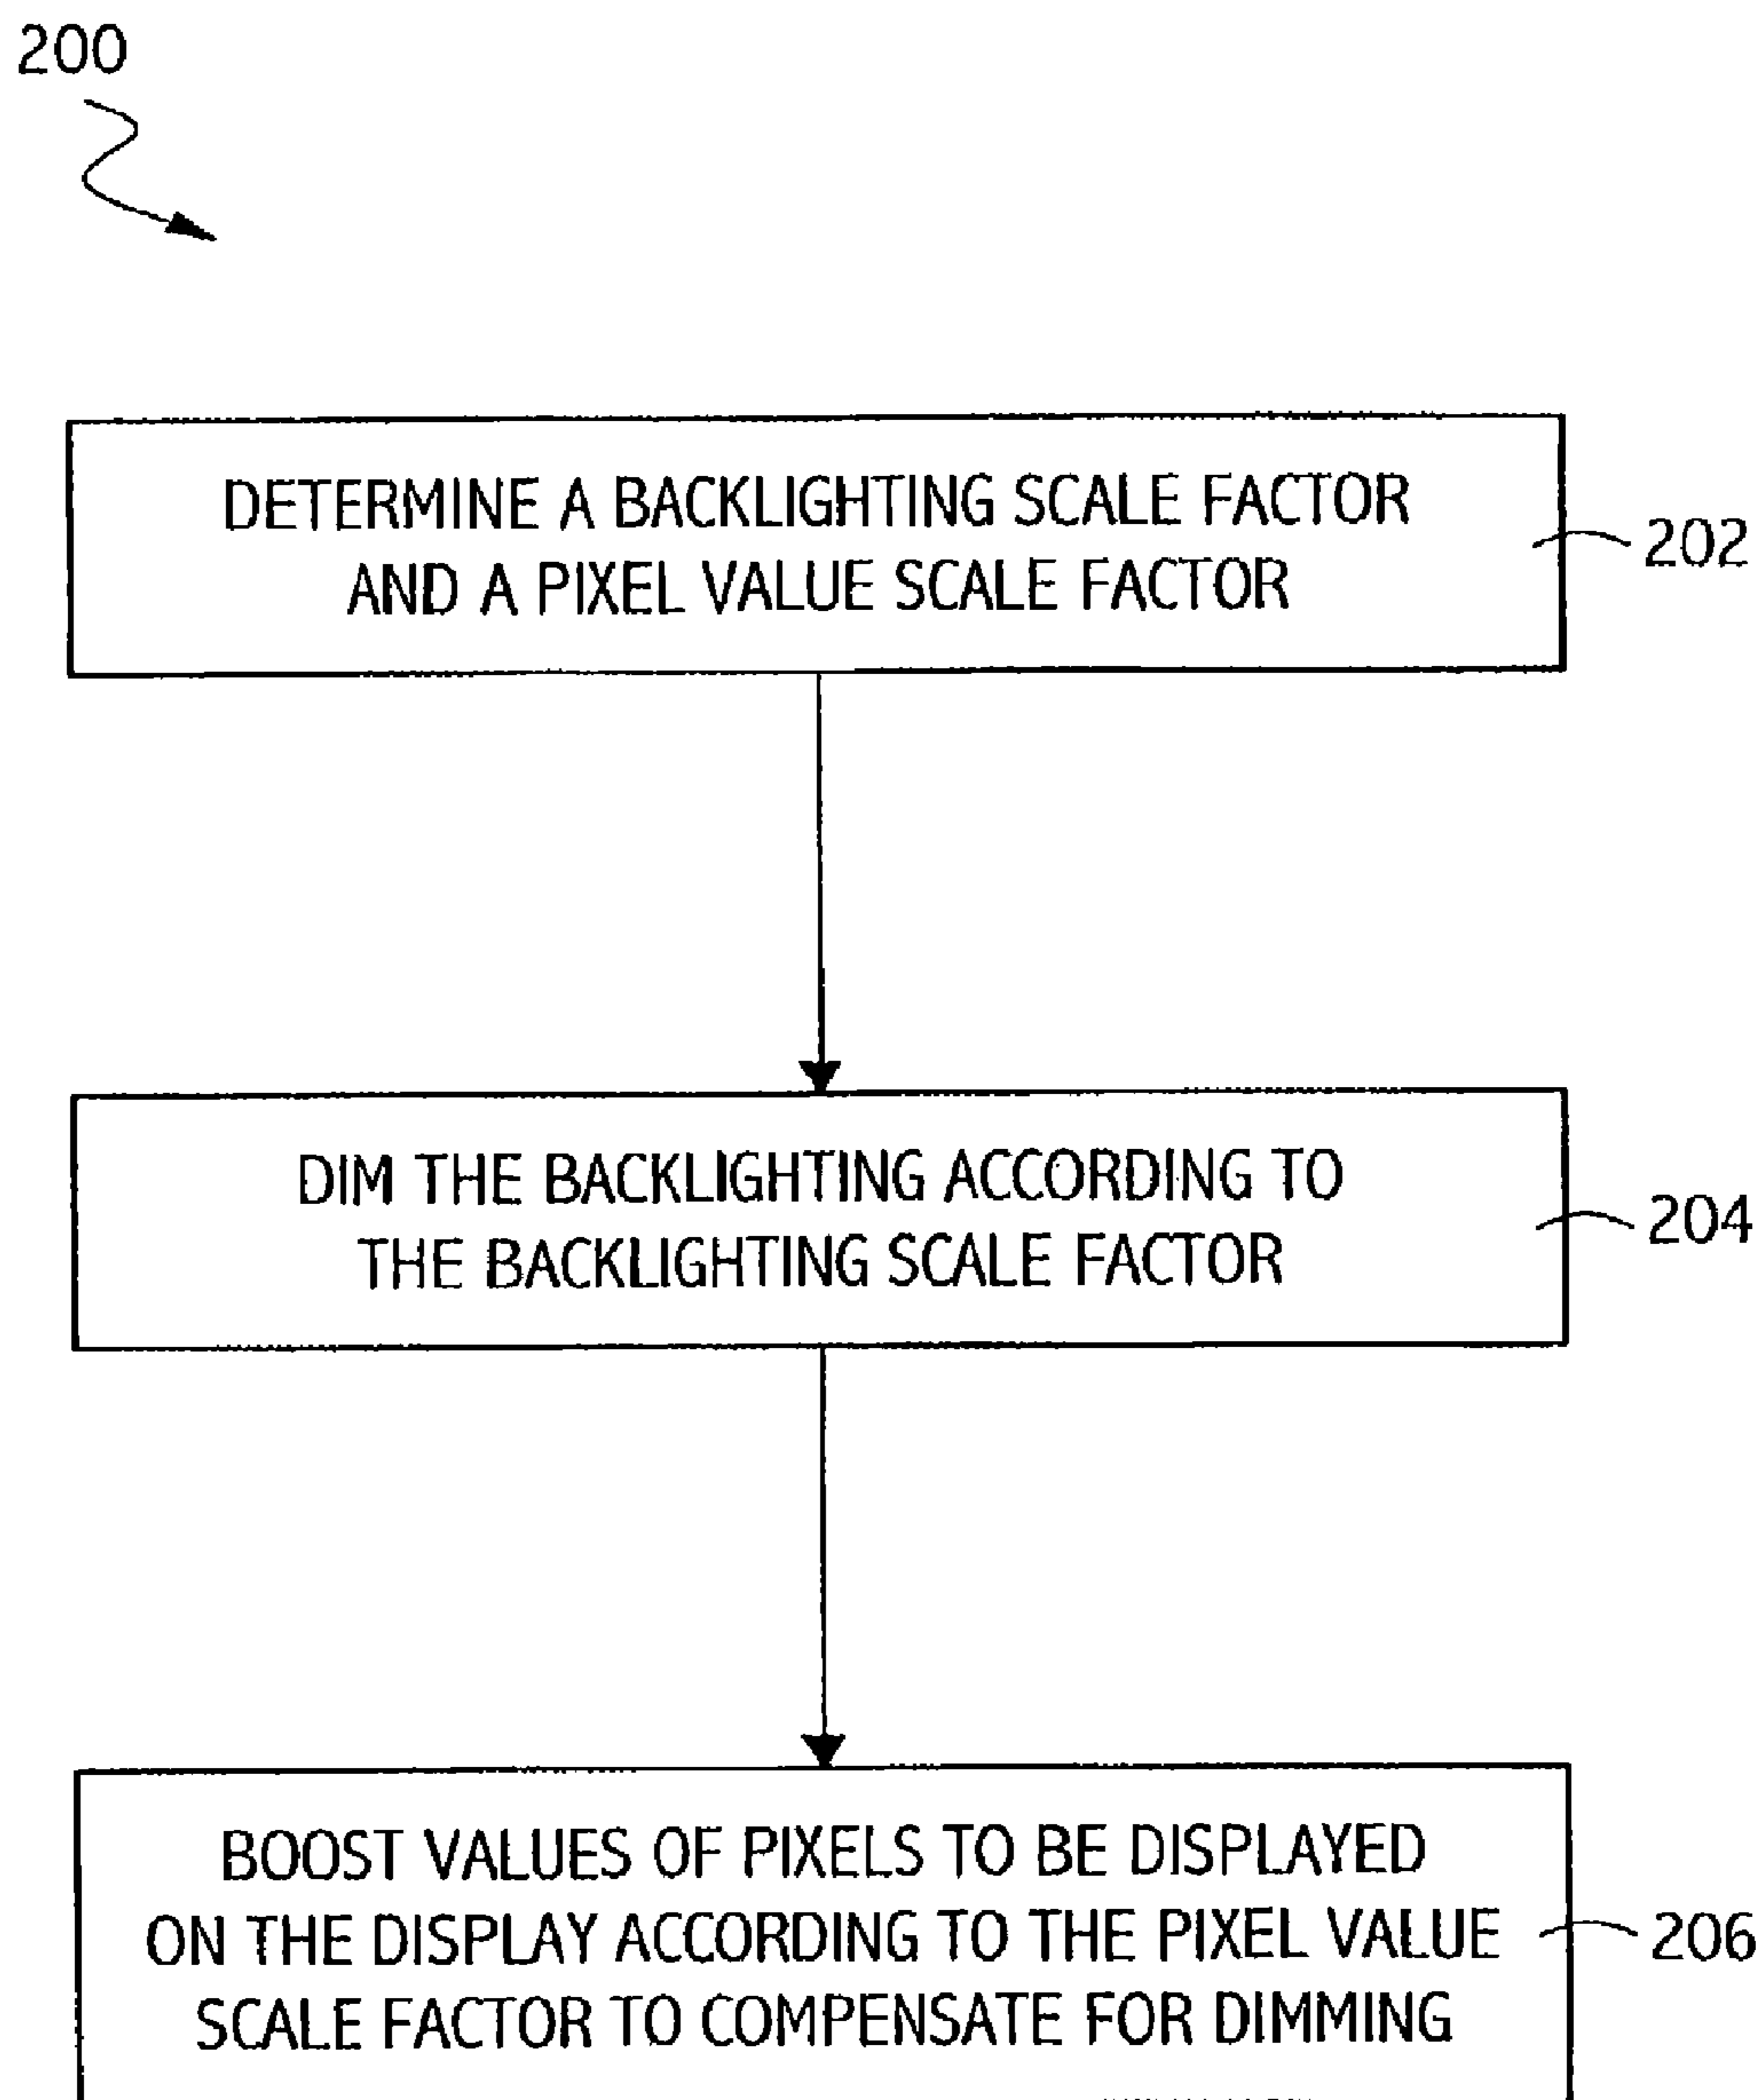 200
DETERMINE A BACKLIGHTING SCALE FACTOR
AND A PIXEL VALUE SCALE FACTOR
202
DIM THE BACKLIGHTING ACCORDING TO
THE BACKLIGHTING SCALE FACTOR
204
BOOST VALUES OF PIXELS TO BE DISPLAYED
ON THE DISPLAY ACCORDING TO THE PIXEL VALUE
SCALE FACTOR TO COMPENSATE FOR DIMMING
206